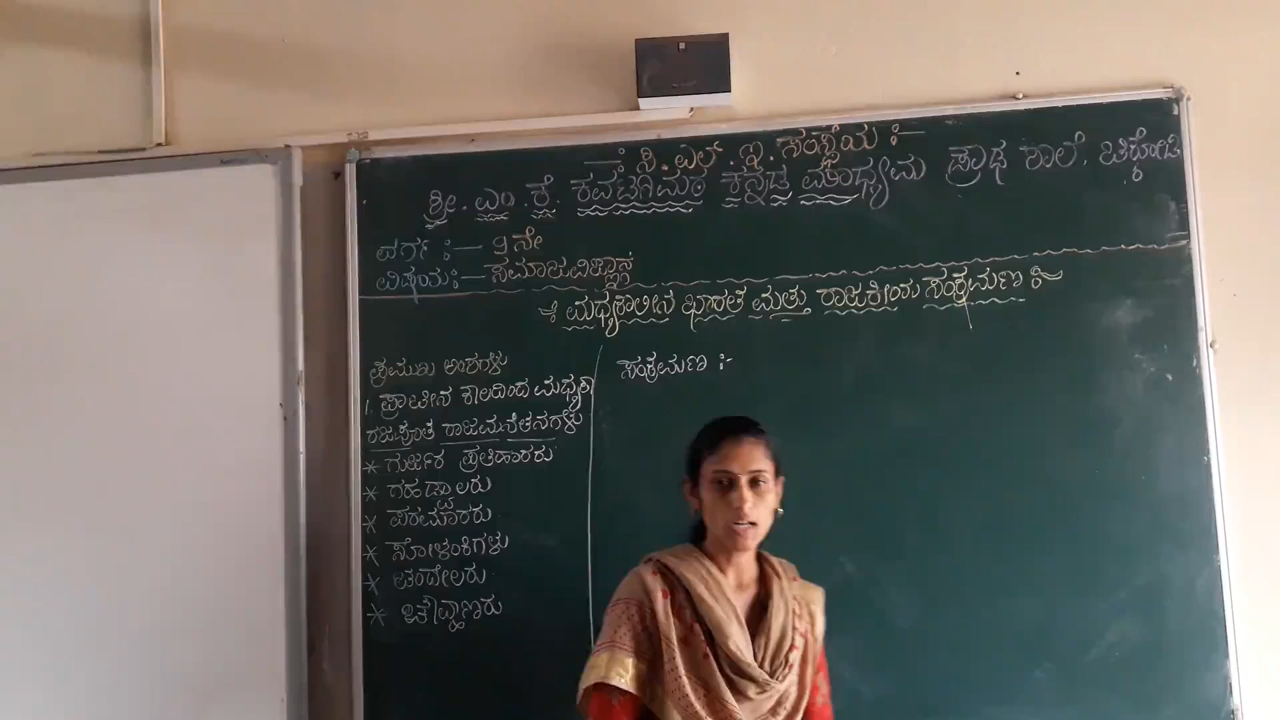 ಸಿ. ಎಲ್. ಇ. ಸಂಸ್ಥೆಯ :-
ಶ್ರೀ. ಎಂ. ಕೆ. ಕವಟಗಿಮಠ ಕನ್ನಡ ಮಾಧ್ಯಮ ಪ್ರಾಥ ಶಾಲೆ, ಚಿಕ್ಕೋಡಿ
ವರ್ಗ :- 9 ನೇ
ವಿಷಯ :- ಸಮಾಜವಿಜ್ಞಾನ
ಮಧ್ಯಕಾಲೀನ ಭಾರತ ಮತ್ತು ರಾಜಕೀಯ ಸಂಕ್ರಮಣ :-
ಪ್ರಮುಖ ಅಂಶಗಳು
1. ಪ್ರಾಚೀನ ಕಾಲದಿಂದ ಮಧ್ಯಕಾ
ರಜಪೂತ ರಾಜಮನೆತನಗಳು
* ಗುರ್ಜರ ಪ್ರತಿಹಾರರು
* ಗಹಡ್ವಾಲರು
* ಪರಮಾರರು
* ಸೋಳಂಕಿಗಳು
* ಚಂದೇಲರು
* ಚೌವ್ಹಾಣರು
ಸಂಕ್ರಮಣ :-